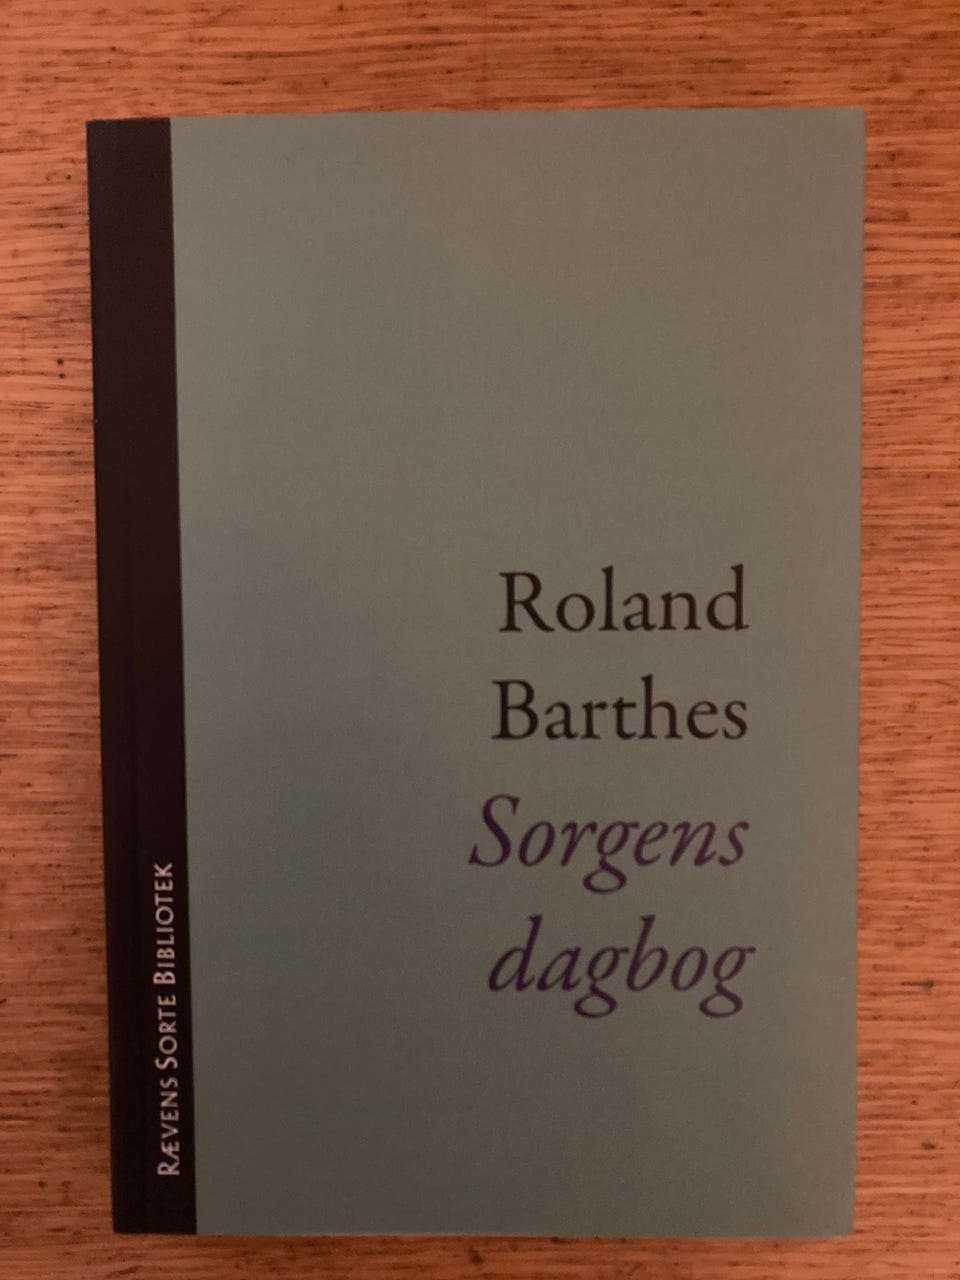 Roland
Barthes
Sorgens
dagbog
RÆVENS SORTE BIBLIOTEK